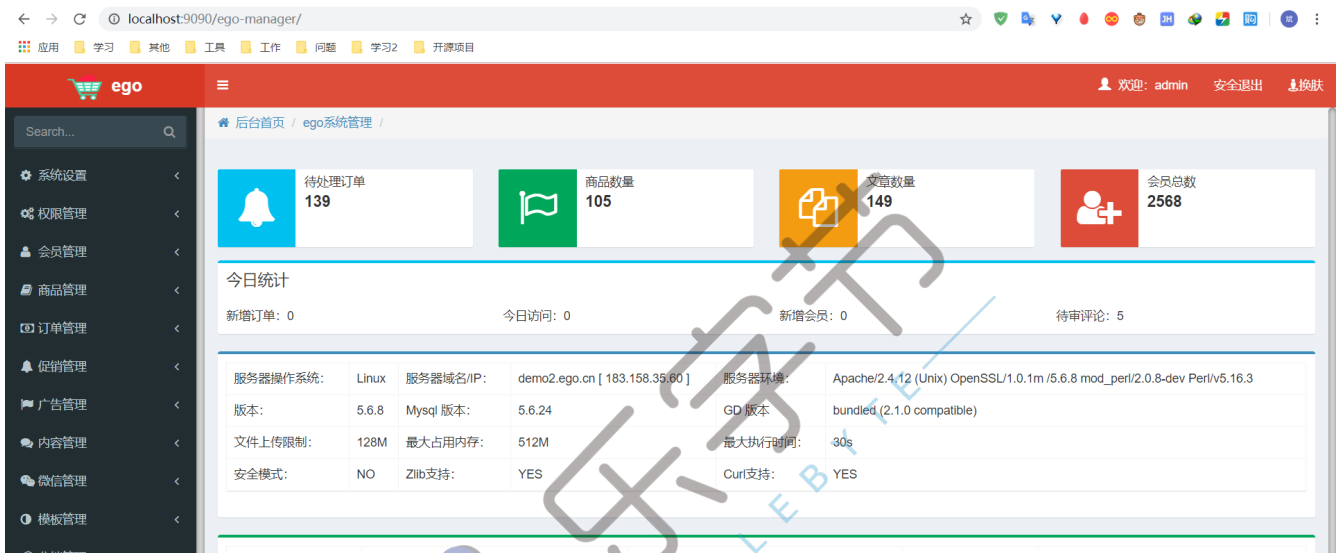 localhost:9090/ego-manager/
应用 学习 其他 工具 工作 问题 学习2 开源项目
ego 欢迎：admin 安全退出 换肤
Search... 后台首页 / ego系统管理 /
系统设置
权限管理
会员管理
商品管理
订单管理
促销管理
广告管理
内容管理
微信管理
模板管理
待处理订单 商品数量 文章数量 会员总数
139 105 149 2568
今日统计
新增订单：0 今日访问：0 新增会员：0 待审评论：5
服务器操作系统： Linux 服务器域名/IP： demo2.ego.cn [ 183.158.35.60 ] 服务器环境： Apache/2.4.12 (Unix) OpenSSL/1.0.1m /5.6.8 mod_perl/2.0.8-dev Perl/v5.16.3
版本： 5.6.8 Mysql 版本： 5.6.24 GD 版本 bundled (2.1.0 compatible)
文件上传限制： 128M 最大占用内存： 512M 最大执行时间： 30s
安全模式： NO Zlib支持： YES Curl支持： YES
乐字节
LEBYTE